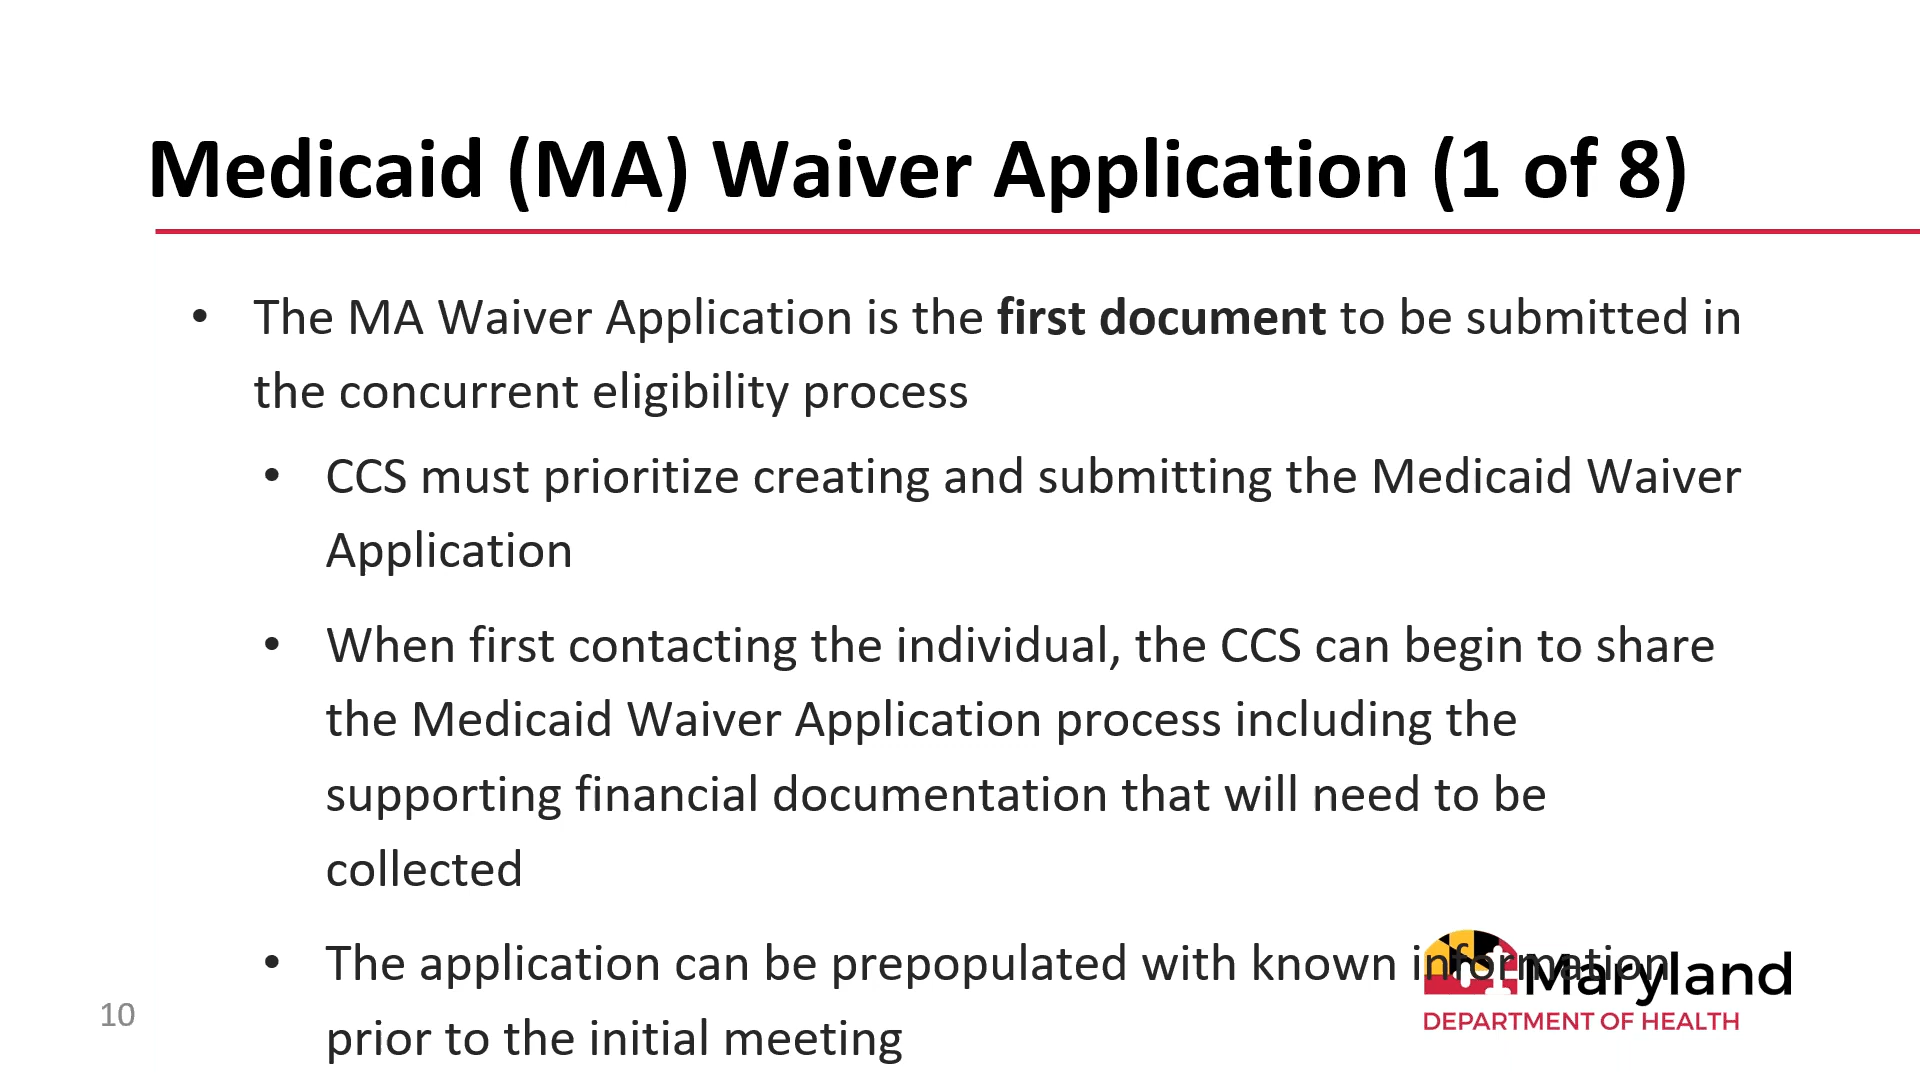 Medicaid (MA) Waiver Application (1 of 8)
• The MA Waiver Application is the first document to be submitted in
the concurrent eligibility process
• CCS must prioritize creating and submitting the Medicaid Waiver
Application
• When first contacting the individual, the CCS can begin to share
the Medicaid Waiver Application process including the
supporting financial documentation that will need to be
collected
• The application can be prepopulated with known information
prior to the initial meeting
Maryland
DEPARTMENT OF HEALTH
10